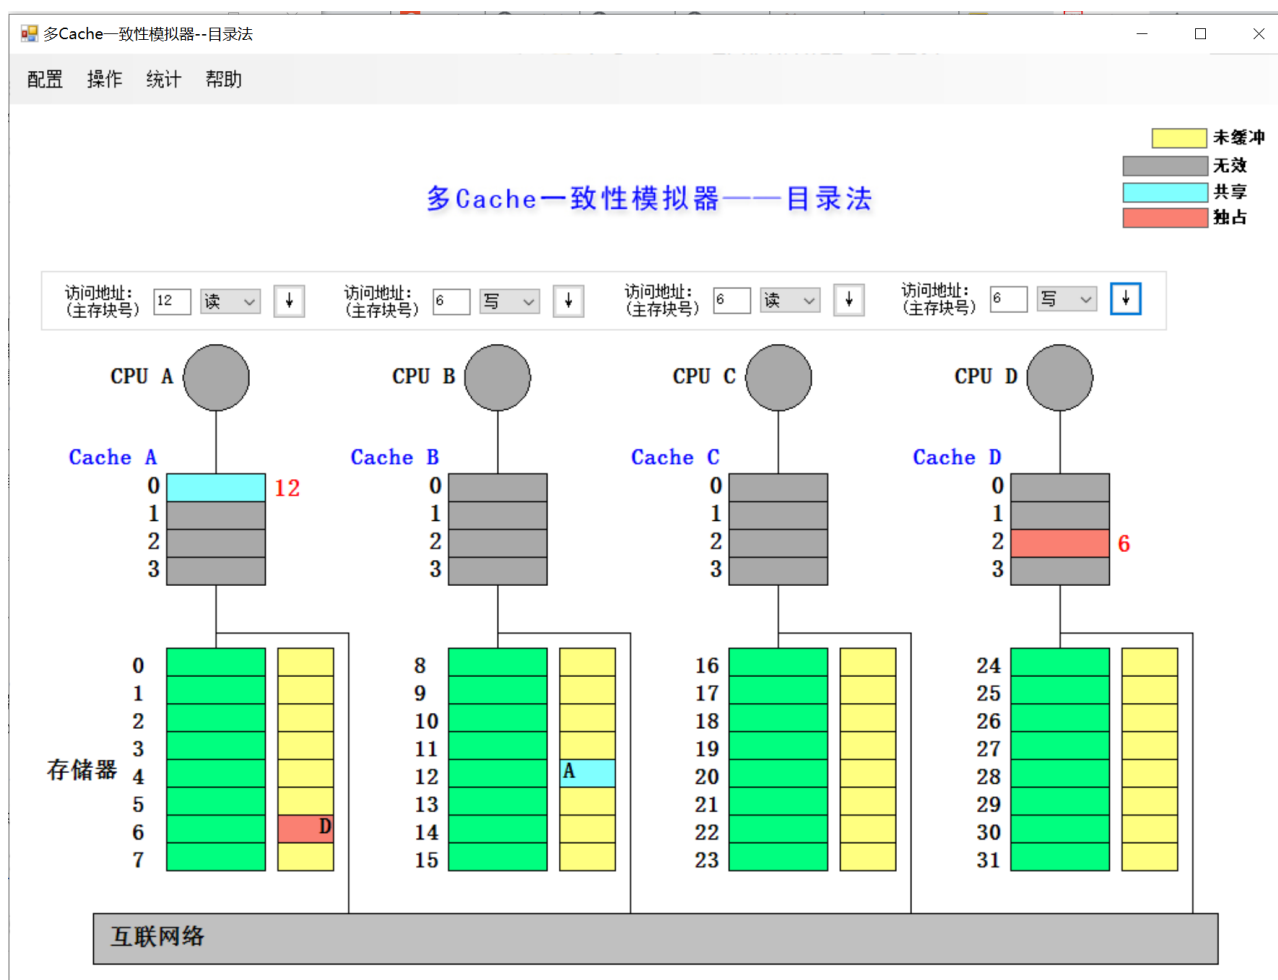 多Cache一致性模拟器--目录法
配置 操作 统计 帮助
未缓冲
无效
共享
独占
多Cache一致性模拟器——目录法
访问地址: (主存块号) 12 读 ↓
访问地址: (主存块号) 6 写 ↓
访问地址: (主存块号) 6 读 ↓
访问地址: (主存块号) 6 写 ↓
CPU A CPU B CPU C CPU D
Cache A Cache B Cache C Cache D
0 12 0 0 0
1 1 1 1
2 2 2 2 6
3 3 3 3
0 8 16 24
1 9 17 25
2 10 18 26
3 11 19 27
存储器 4 12 A 20 28
5 13 21 29
6 D 14 22 30
7 15 23 31
互联网络